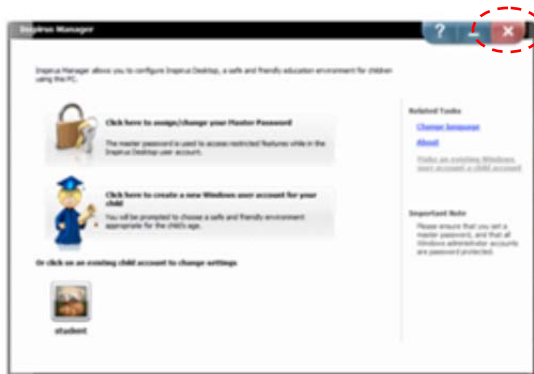 Inspirus Manager
?
Inspirus Manager allows you to configure Inspirus Desktop, a safe and friendly education environment for children
using the PC.
Click here to assign/change your Master Password
The master password is used to access restricted features while in the
Inspirus Desktop user account.
Click here to create a new Windows user account for your
child
You will be prompted to choose a safe and friendly environment
appropriate for the child's age.
Or click on an existing child account to change settings
student
Related Tasks
Change language
About
Make an existing Windows
user account a child account
Important Note
Please ensure that you set a
master password, and that all
Windows administrator accounts
are password protected.